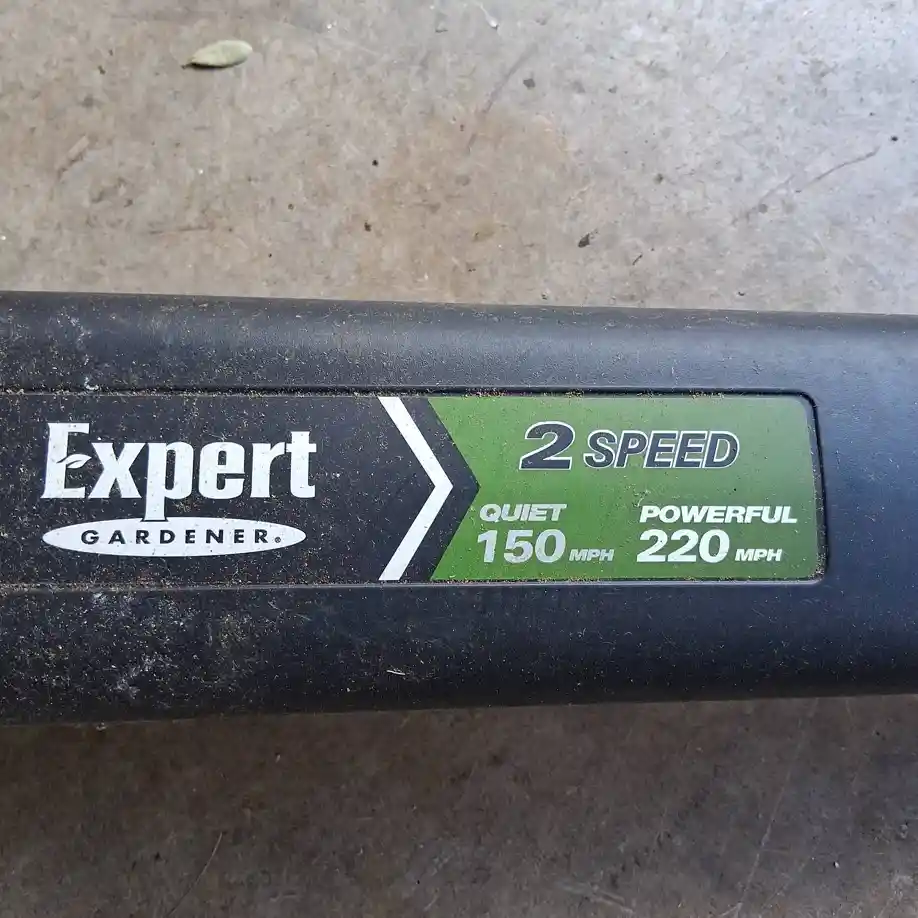 Expert
GARDENER®
2 SPEED
QUIET POWERFUL
150 MPH 220 MPH